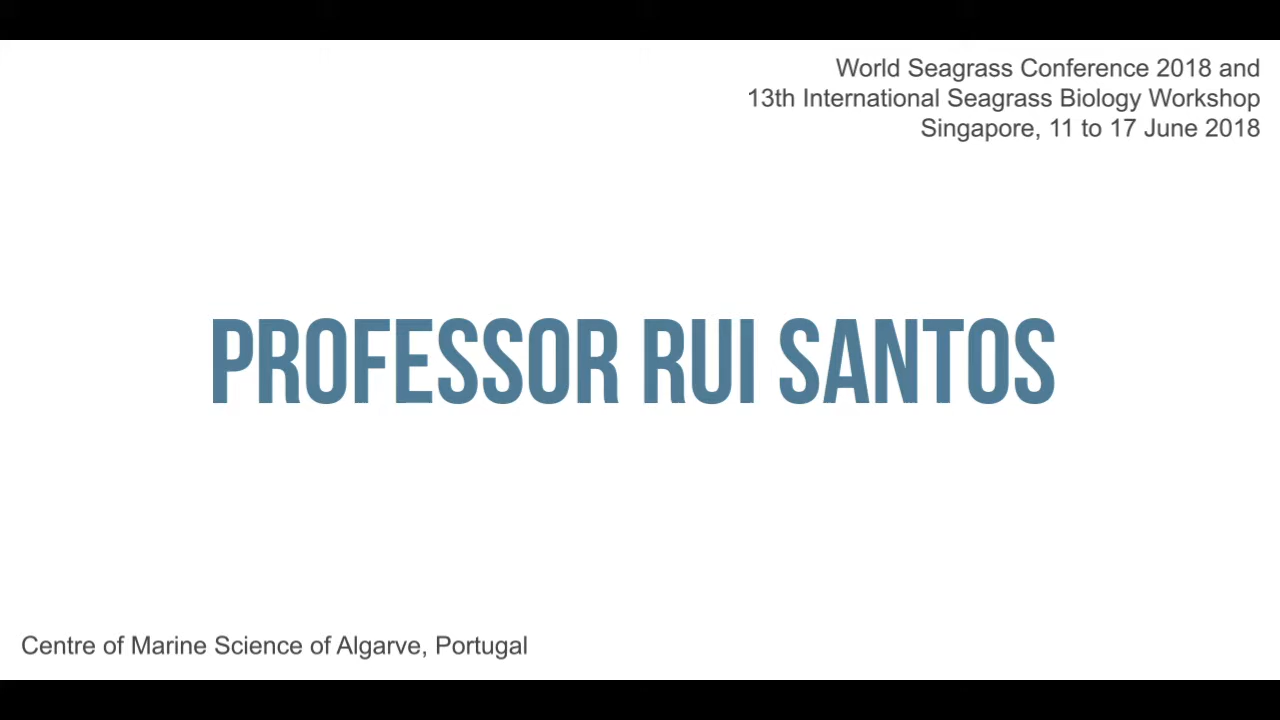 World Seagrass Conference 2018 and
13th International Seagrass Biology Workshop
Singapore, 11 to 17 June 2018
PROFESSOR RUI SANTOS
Centre of Marine Science of Algarve, Portugal